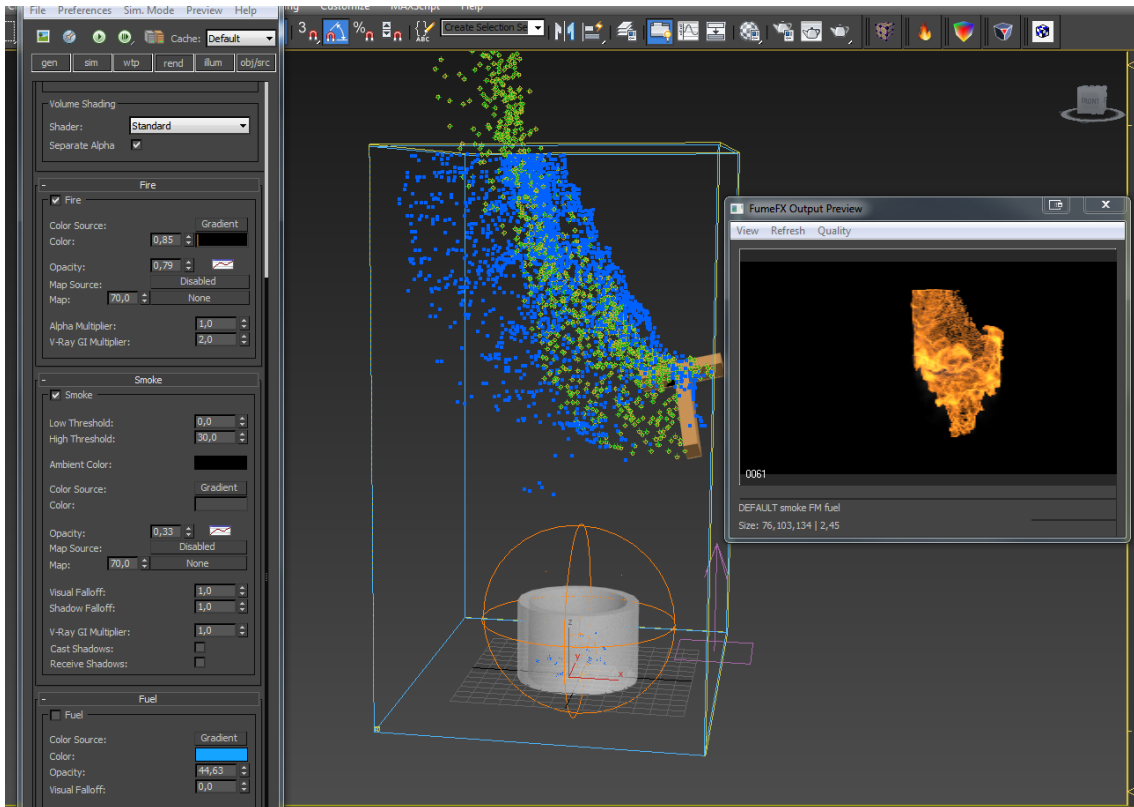 Customize MAXScript Help
File Preferences Sim. Mode Preview Help
Cache: Default
3
%
ABC
Create Selection Se
gen sim wtp rend illum obj/src
Volume Shading
Shader: Standard
Separate Alpha
- Fire
Fire
Color Source: Gradient
Color: 0,85
Opacity: 0,79
Map Source: Disabled
Map: 70,0 None
Alpha Multiplier: 1,0
V-Ray GI Multiplier: 2,0
- Smoke
Smoke
Low Threshold: 0,0
High Threshold: 30,0
Ambient Color:
Color Source: Gradient
Color:
Opacity: 0,33
Map Source: Disabled
Map: 70,0 None
Visual Falloff: 1,0
Shadow Falloff: 1,0
V-Ray GI Multiplier: 1,0
Cast Shadows:
Receive Shadows:
- Fuel
Fuel
Color Source: Gradient
Color:
Opacity: 44,63
Visual Falloff: 0,0
FRONT
z
y
x
FumeFX Output Preview
View Refresh Quality
0061
DEFAULT smoke FM fuel
Size: 76,103,134 | 2,45